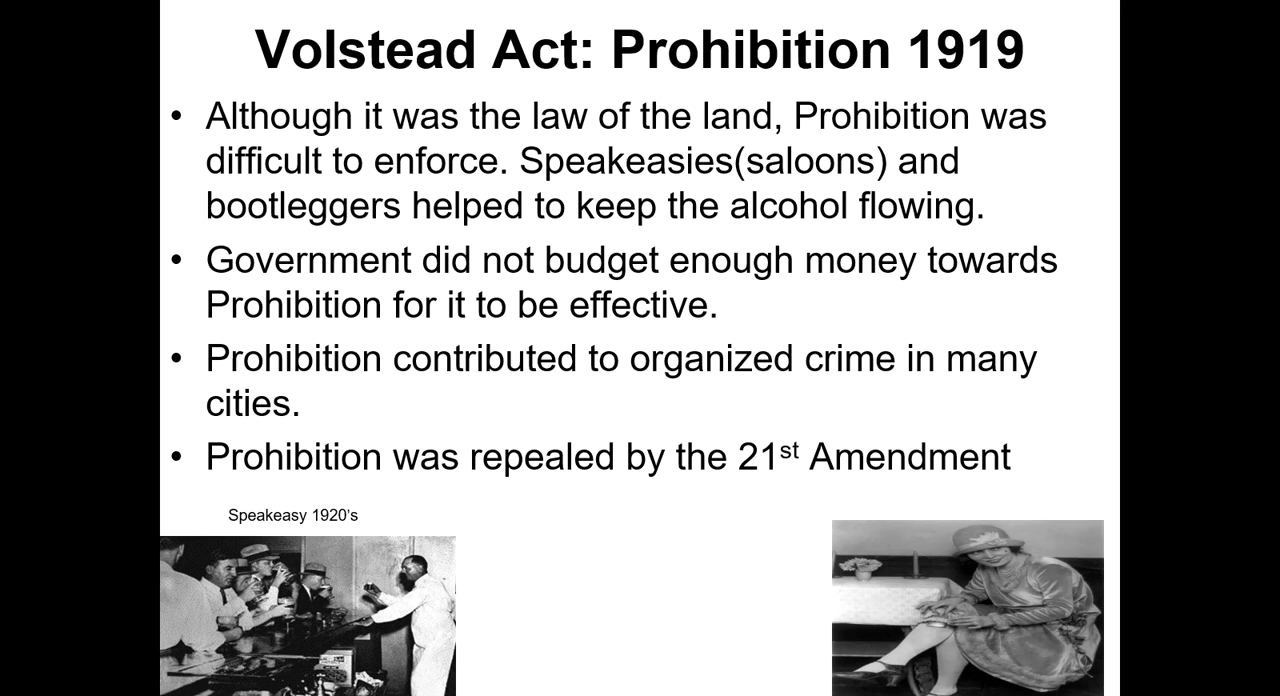 Volstead Act: Prohibition 1919
• Although it was the law of the land, Prohibition was
difficult to enforce. Speakeasies(saloons) and
bootleggers helped to keep the alcohol flowing.
• Government did not budget enough money towards
Prohibition for it to be effective.
• Prohibition contributed to organized crime in many
cities.
• Prohibition was repealed by the 21st Amendment
Speakeasy 1920's